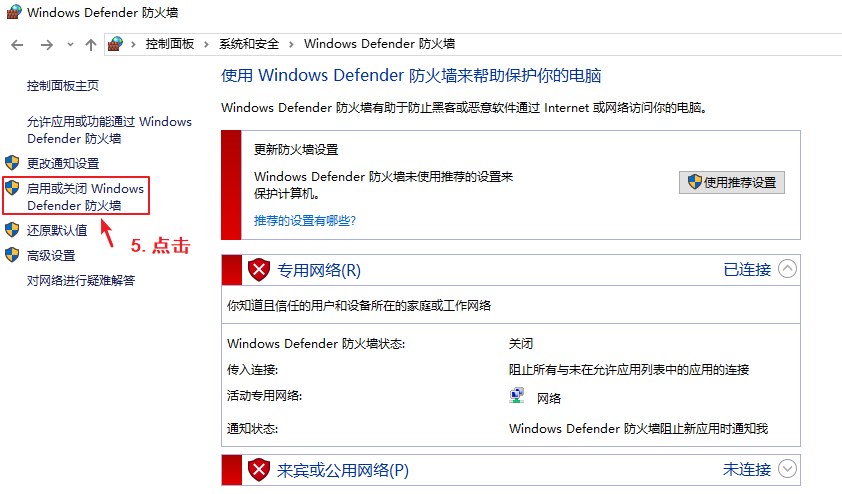 Windows Defender 防火墙
控制面板 > 系统和安全 > Windows Defender 防火墙
控制面板主页
允许应用或功能通过 Windows
Defender 防火墙
更改通知设置
启用或关闭 Windows
Defender 防火墙
还原默认值
高级设置
对网络进行疑难解答
5. 点击
使用 Windows Defender 防火墙来帮助保护你的电脑
Windows Defender 防火墙有助于防止黑客或恶意软件通过 Internet 或网络访问你的电脑。
更新防火墙设置
Windows Defender 防火墙未使用推荐的设置来
保护计算机。
使用推荐设置
推荐的设置有哪些?
专用网络(R) 已连接
你知道且信任的用户和设备所在的家庭或工作网络
Windows Defender 防火墙状态: 关闭
传入连接: 阻止所有与未在允许应用列表中的应用的连接
活动专用网络: 网络
通知状态: Windows Defender 防火墙阻止新应用时通知我
来宾或公用网络(P) 未连接